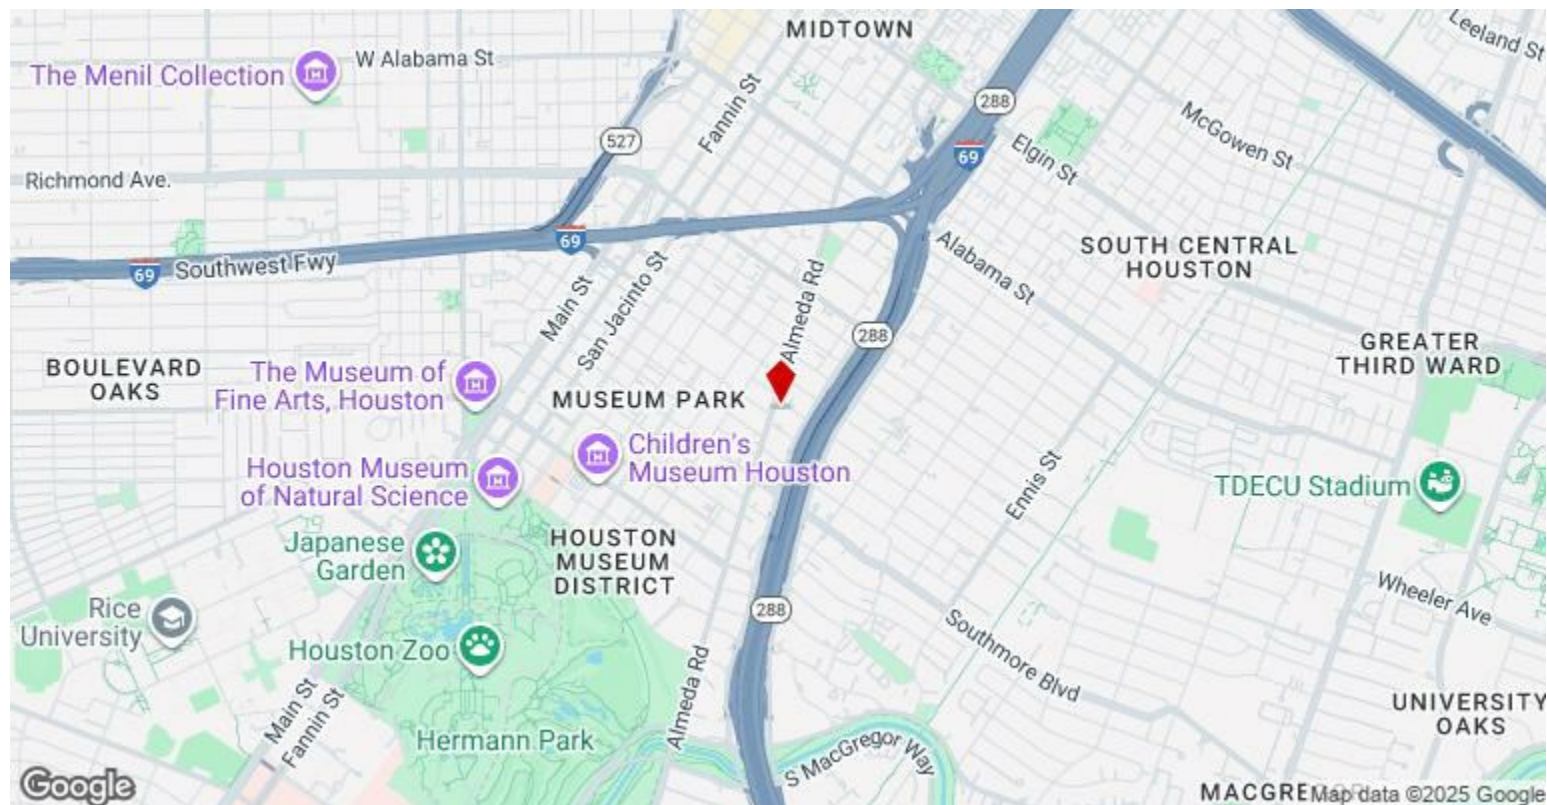 MIDTOWN
Leeland St
W Alabama St
The Menil Collection
Fannin St
288
McGowen St
527
Elgin St
69
Richmond Ave.
69
Southwest Fwy
69
Alabama St
SOUTH CENTRAL
HOUSTON
Main St
San Jacinto St
Almeda Rd
288
GREATER
THIRD WARD
BOULEVARD
OAKS
The Museum of
Fine Arts, Houston
MUSEUM PARK
Children's
Museum Houston
Houston Museum
of Natural Science
Ennis St
TDECU Stadium
Japanese
Garden
HOUSTON
MUSEUM
DISTRICT
Rice
University
288
Wheeler Ave
Houston Zoo
Southmore Blvd
Almeda Rd
Main St
Fannin St
Hermann Park
UNIVERSITY
OAKS
S MacGregor Way
Google
MACGRE
Map data ©2025 Google